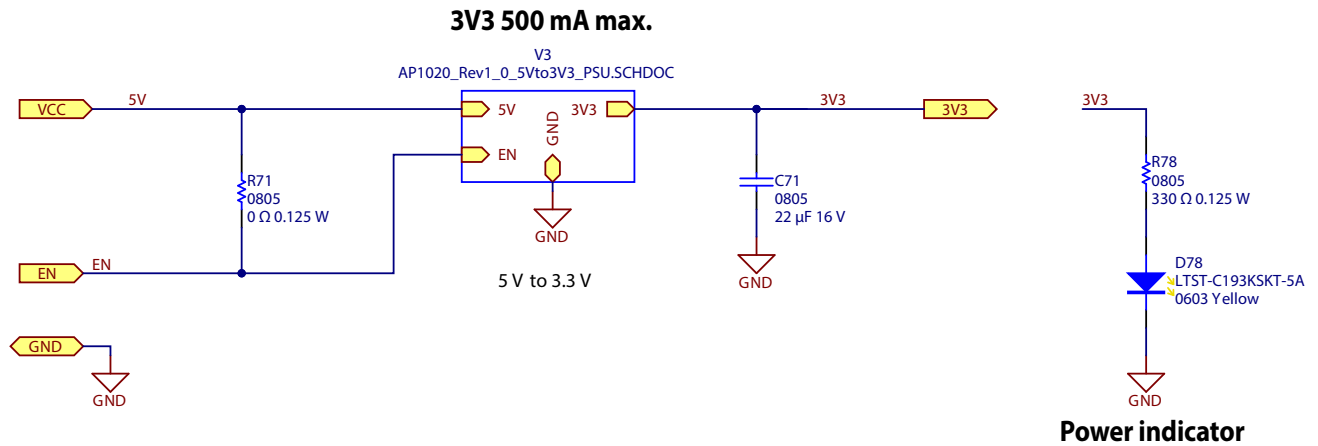 3V3 500 mA max.
V3
AP1020_Rev1_0_5Vto3V3_PSU.SCHDOC
VCC
5V
5V
3V3
GND
EN
GND
5 V to 3.3 V
R71
0805
0 Ω 0.125 W
EN
EN
GND
GND
3V3
3V3
C71
0805
22 µF 16 V
GND
3V3
R78
0805
330 Ω 0.125 W
D78
LTST-C193KSKT-5A
0603 Yellow
GND
Power indicator